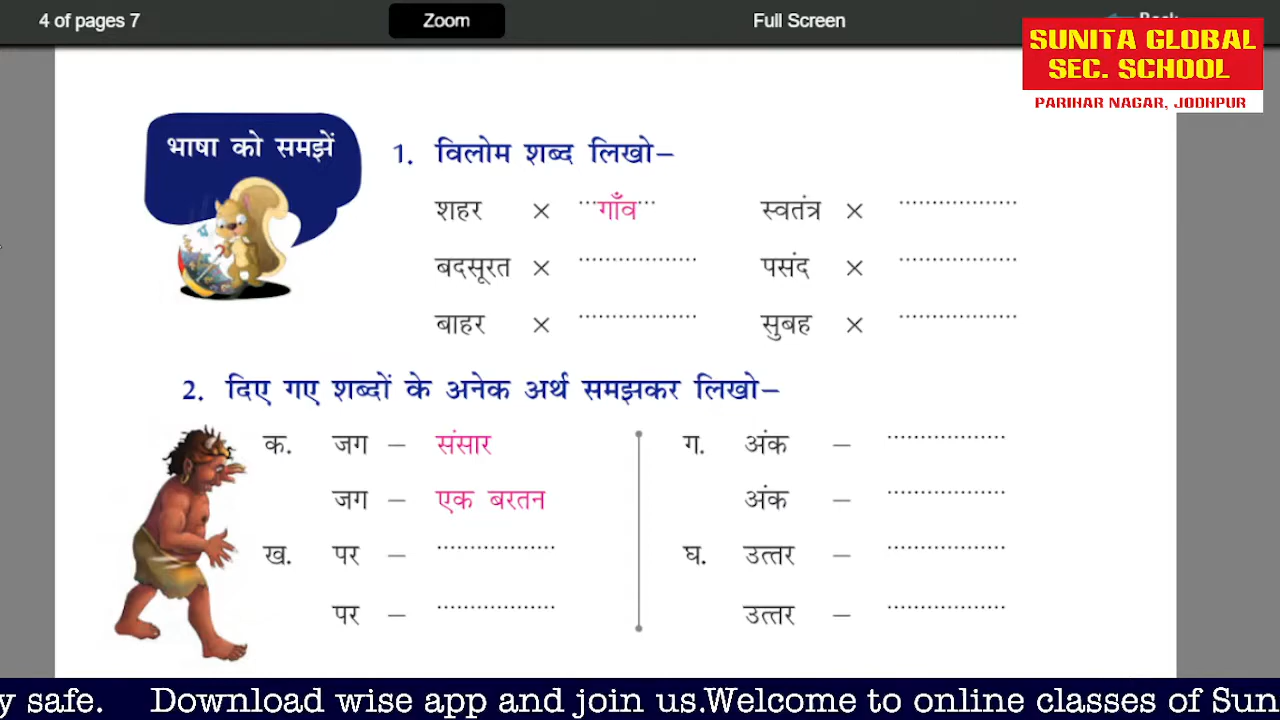 4 of pages 7 Zoom Full Screen
SUNITA GLOBAL
SEC. SCHOOL
PARIHAR NAGAR, JODHPUR
भाषा को समझें
1. विलोम शब्द लिखो–
शहर × गाँव स्वतंत्र × ..................
बदसूरत × .................. पसंद × ..................
बाहर × .................. सुबह × ..................
2. दिए गए शब्दों के अनेक अर्थ समझकर लिखो–
क. जग – संसार
जग – एक बरतन
ख. पर – ..................
पर – ..................
ग. अंक – ..................
अंक – ..................
घ. उत्तर – ..................
उत्तर – ..................
y safe. Download wise app and join us.Welcome to online classes of Sun